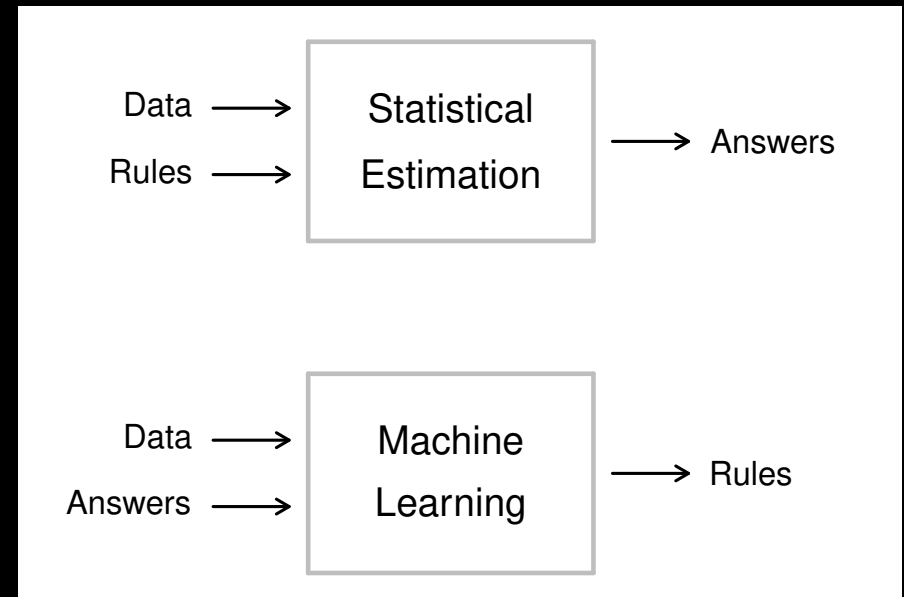 Data
Rules
Statistical
Estimation
Answers
Data
Answers
Machine
Learning
Rules